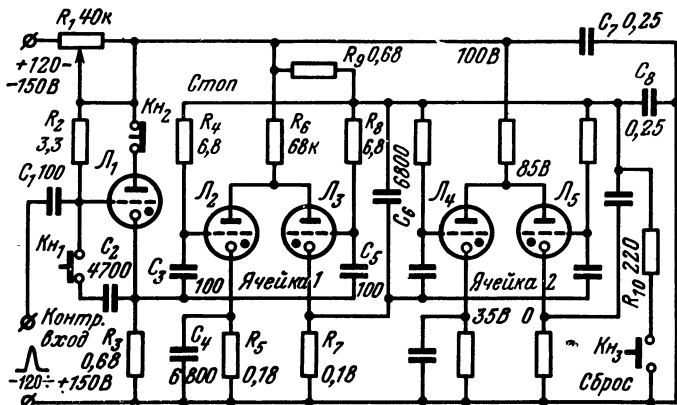 R₁ 40к
+120-
-150В
R₂
3,3
Кн₂
Л₁
C₁ 100
Кн₁
C₂
4700
Контр.
вход
R₃
0,68
-120÷+150В
Стоп
R₄
6,8
R₆
68к
R₉ 0,68
R₈
6,8
Л₂
Л₃
C₃
100
Ячейка 1
C₅
100
C₄
6 800
R₅
0,18
R₇
0,18
6800
C₆
100В
C₇ 0,25
C₈
0,25
85В
Л₄
Л₅
Ячейка 2
35В
0
R₁₀ 220
Кн₃
Сброс